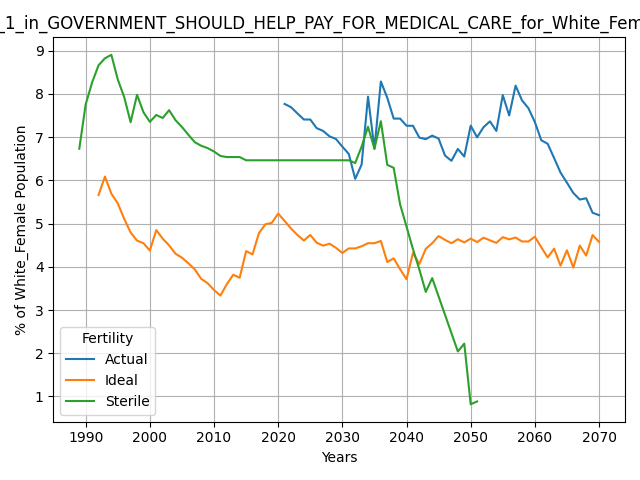 _1_in_GOVERNMENT_SHOULD_HELP_PAY_FOR_MEDICAL_CARE_for_White_Fem
9
8
7
6
5
4
3
2
1
% of White_Female Population
Fertility
Actual
Ideal
Sterile
1990 2000 2010 2020 2030 2040 2050 2060 2070
Years